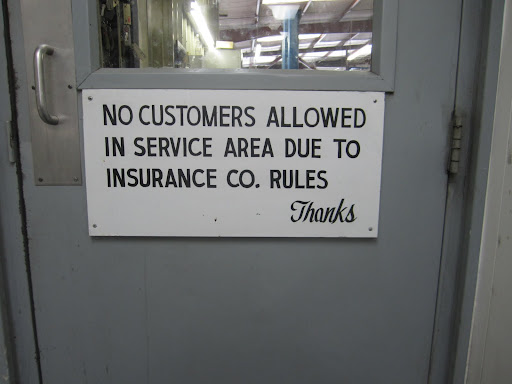 NO CUSTOMERS ALLOWED
IN SERVICE AREA DUE TO
INSURANCE CO. RULES
Thanks